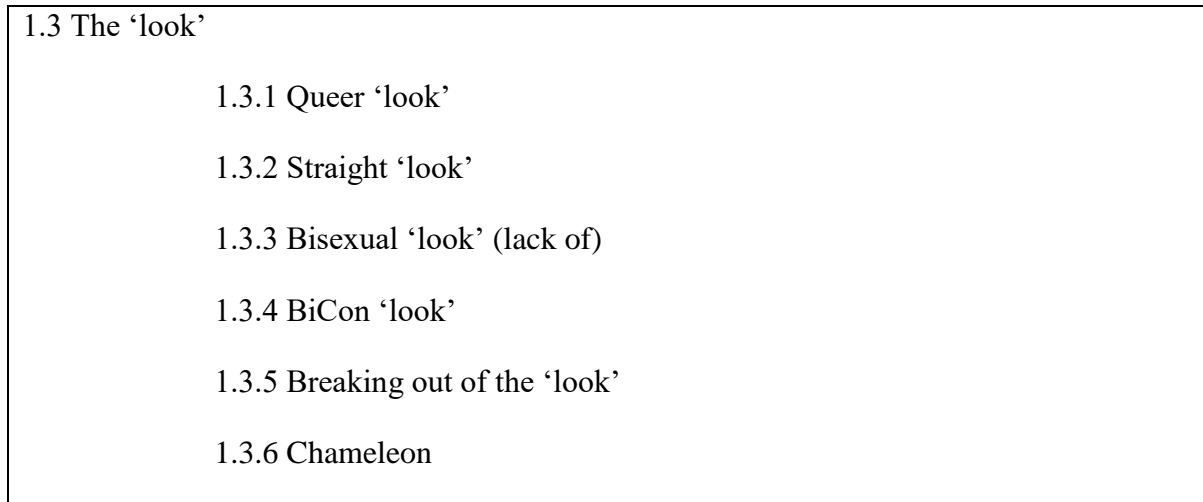 1.3 The ‘look’
1.3.1 Queer ‘look’
1.3.2 Straight ‘look’
1.3.3 Bisexual ‘look’ (lack of)
1.3.4 BiCon ‘look’
1.3.5 Breaking out of the ‘look’
1.3.6 Chameleon